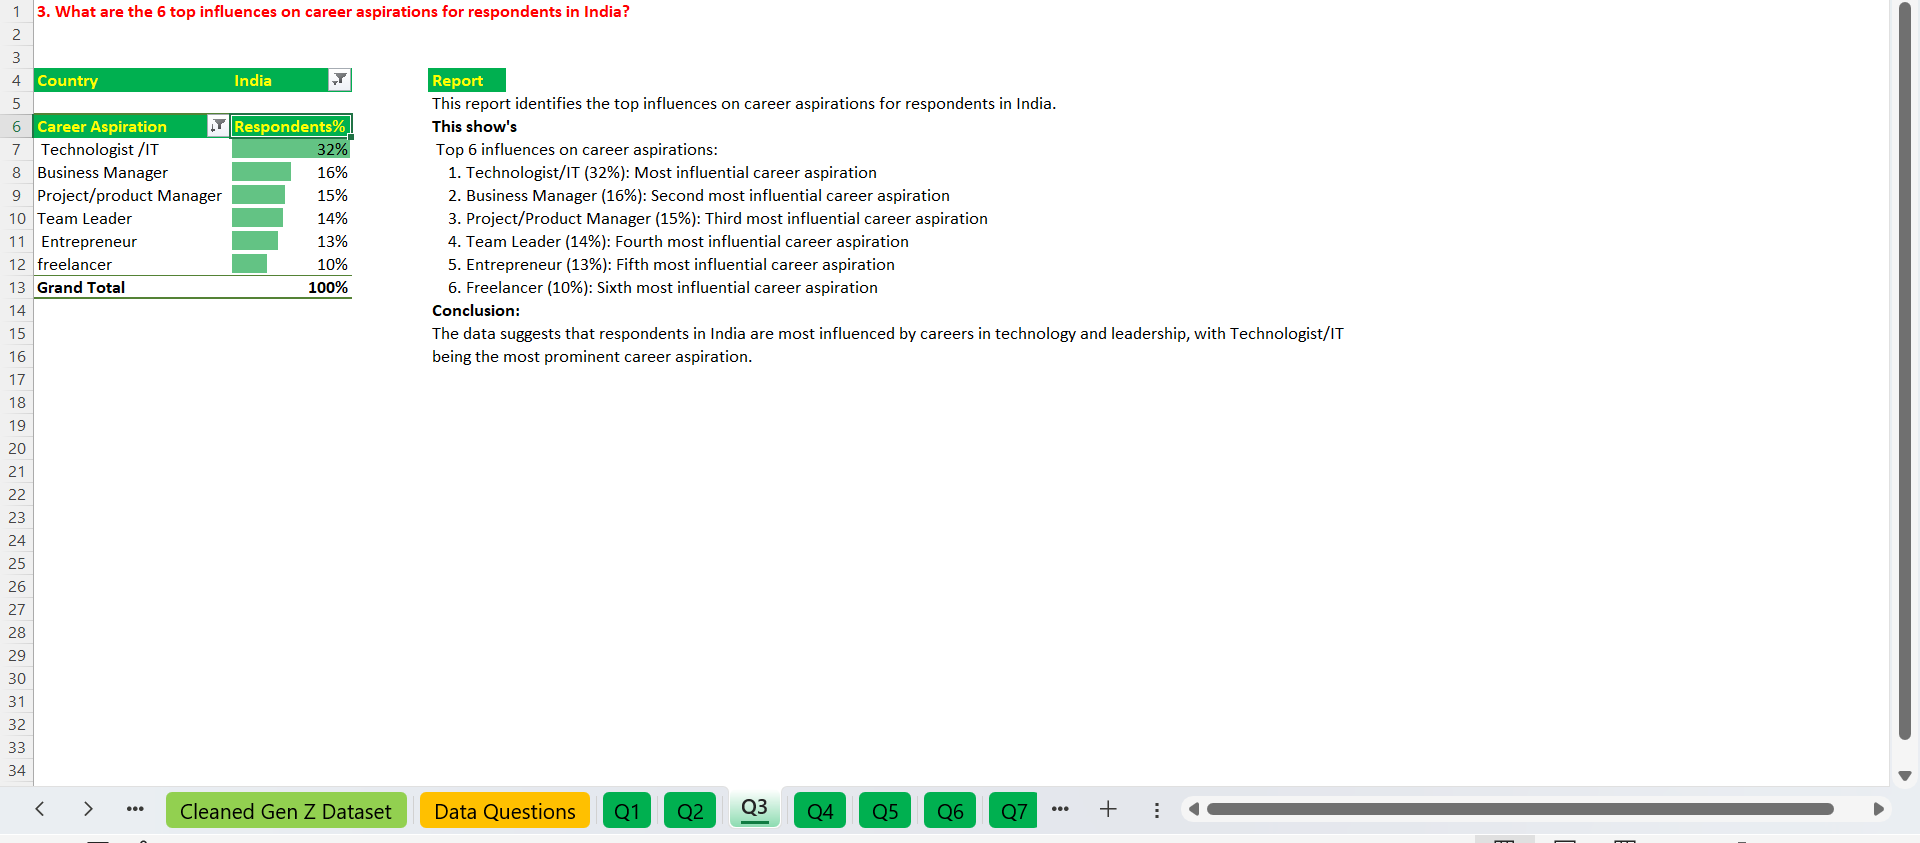 3. What are the 6 top influences on career aspirations for respondents in India?
Country India
Career Aspiration Respondents%
Technologist /IT 32%
Business Manager 16%
Project/product Manager 15%
Team Leader 14%
Entrepreneur 13%
freelancer 10%
Grand Total 100%
Report
This report identifies the top influences on career aspirations for respondents in India.
This show's
Top 6 influences on career aspirations:
1. Technologist/IT (32%): Most influential career aspiration
2. Business Manager (16%): Second most influential career aspiration
3. Project/Product Manager (15%): Third most influential career aspiration
4. Team Leader (14%): Fourth most influential career aspiration
5. Entrepreneur (13%): Fifth most influential career aspiration
6. Freelancer (10%): Sixth most influential career aspiration
Conclusion:
The data suggests that respondents in India are most influenced by careers in technology and leadership, with Technologist/IT
being the most prominent career aspiration.
1
2
3
4
5
6
7
8
9
10
11
12
13
14
15
16
17
18
19
20
21
22
23
24
25
26
27
28
29
30
31
32
33
34
Cleaned Gen Z Dataset Data Questions Q1 Q2 Q3 Q4 Q5 Q6 Q7